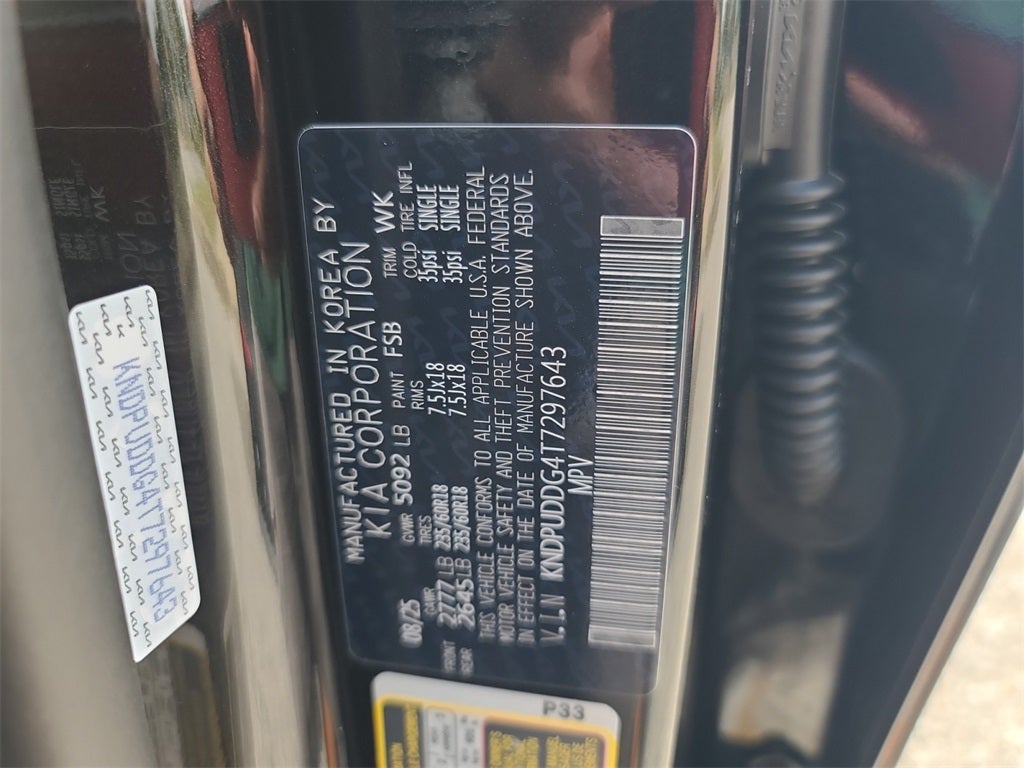 MANUFACTURED IN KOREA BY
KIA CORPORATION
08/25 GVWR 5092 LB PAINT FSB TRIM WK
GAWR TIRES RIMS COLD TIRE INFL
FRONT 2777 LB 235/60R18 7.5Jx18 35psi SINGLE
REAR 2645 LB 235/60R18 7.5Jx18 35psi SINGLE
THIS VEHICLE CONFORMS TO ALL APPLICABLE U.S.A. FEDERAL
MOTOR VEHICLE SAFETY AND THEFT PREVENTION STANDARDS
IN EFFECT ON THE DATE OF MANUFACTURE SHOWN ABOVE.
V.I.N KNDPUDDG4T7297643
MPV
KNDPUDDG4T7297643
P33